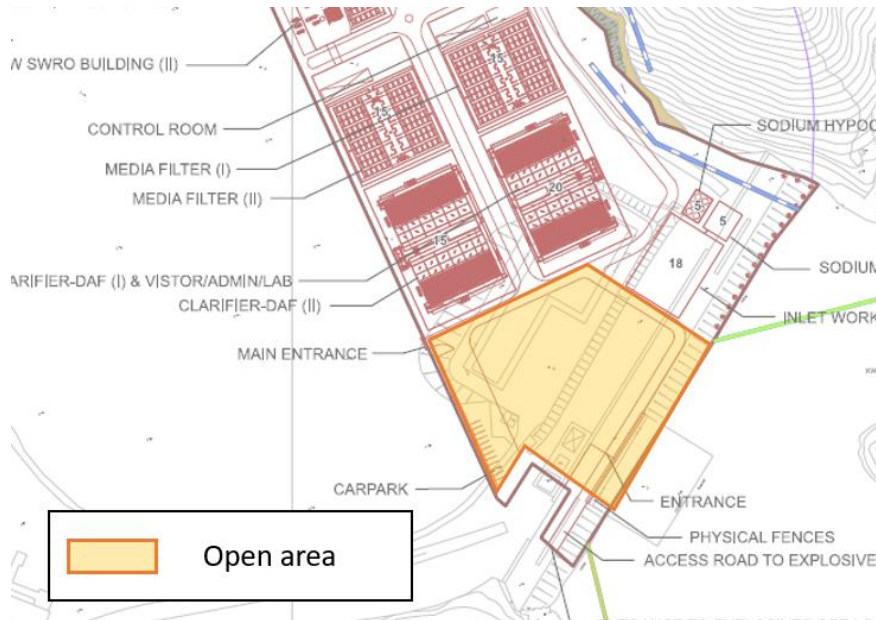 W SWRO BUILDING (II)
CONTROL ROOM
MEDIA FILTER (I)
MEDIA FILTER (II)
ARIFIER-DAF (I) & VISTOR/ADMIN/LAB
CLARIFIER-DAF (II)
MAIN ENTRANCE
CARPARK
15
15
15
20
5
5
18
SODIUM HYPOC
SODIUM
INLET WORK
ENTRANCE
PHYSICAL FENCES
ACCESS ROAD TO EXPLOSIVE
Open area